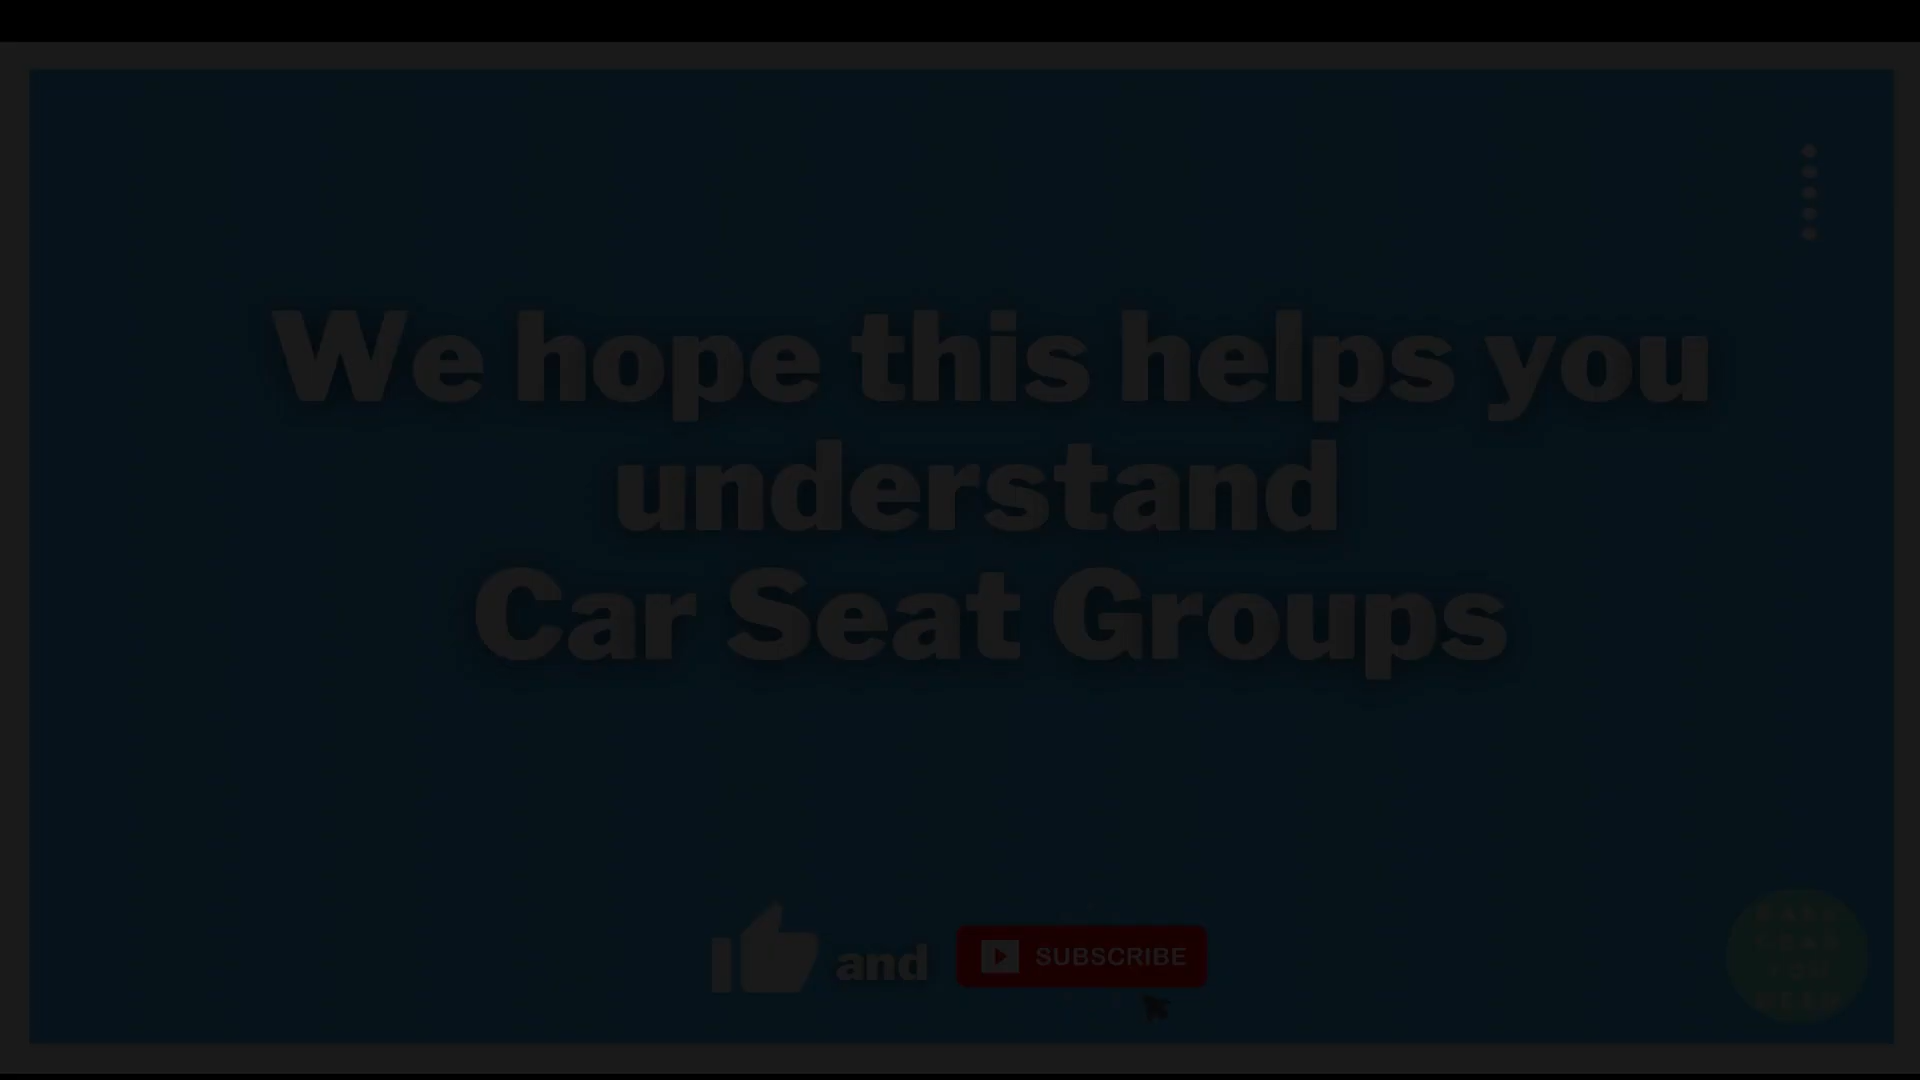 We hope this helps you
understand
Car Seat Groups
and
SUBSCRIBE